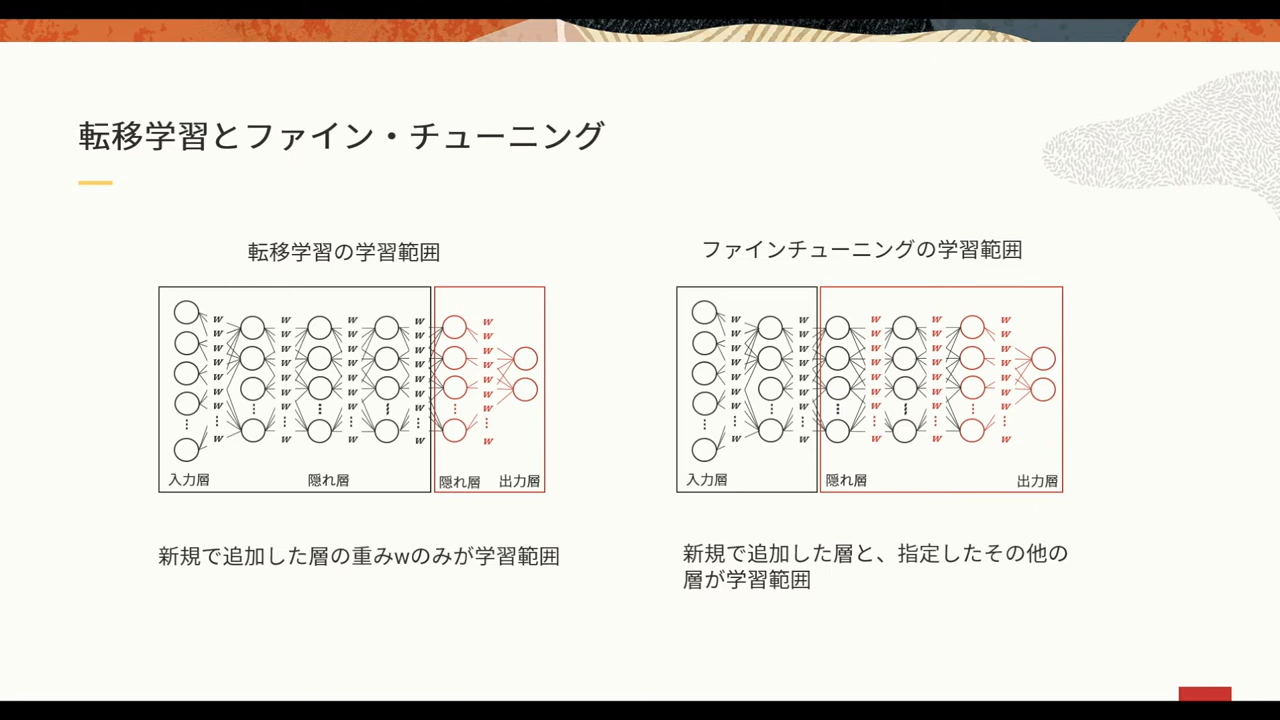 転移学習とファイン・チューニング
転移学習の学習範囲
入力層
隠れ層
隠れ層
出力層
新規で追加した層の重みwのみが学習範囲
ファインチューニングの学習範囲
入力層
隠れ層
出力層
新規で追加した層と、指定したその他の
層が学習範囲